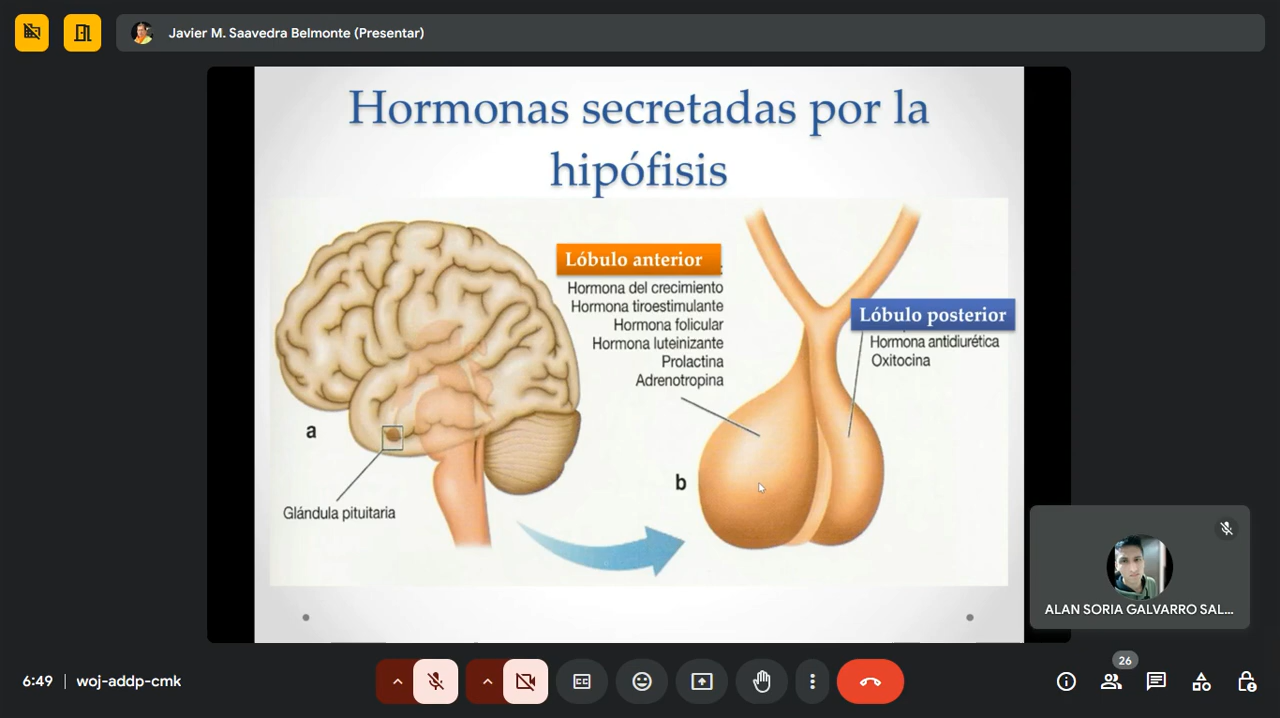 Javier M. Saavedra Belmonte (Presentar)
Hormonas secretadas por la
hipófisis
Lóbulo anterior
Hormona del crecimiento
Hormona tiroestimulante
Hormona folicular
Hormona luteinizante
Prolactina
Adrenotropina
Lóbulo posterior
Hormona antidiurética
Oxitocina
a
b
Glándula pituitaria
ALAN SORIA GALVARRO SAL...
6:49 | woj-addp-cmk
26